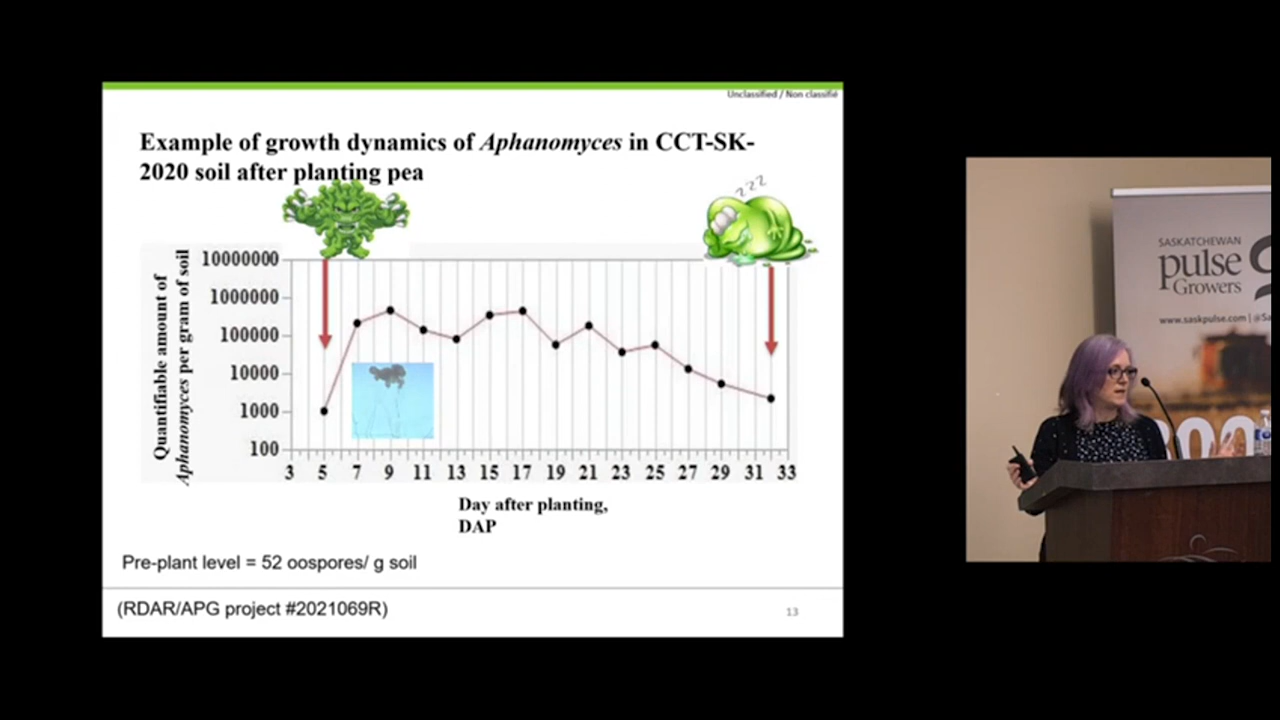 Unclassified / Non classifié
Example of growth dynamics of Aphanomyces in CCT-SK-
2020 soil after planting pea
zzz
Quantifiable amount of
Aphanomyces per gram of soil
10000000
1000000
100000
10000
1000
100
3 5 7 9 11 13 15 17 19 21 23 25 27 29 31 33
Day after planting,
DAP
Pre-plant level = 52 oospores/ g soil
(RDAR/APG project #2021069R)
13
SASKATCHEWAN
pulse
Growers
www.saskpulse.com | @Sa